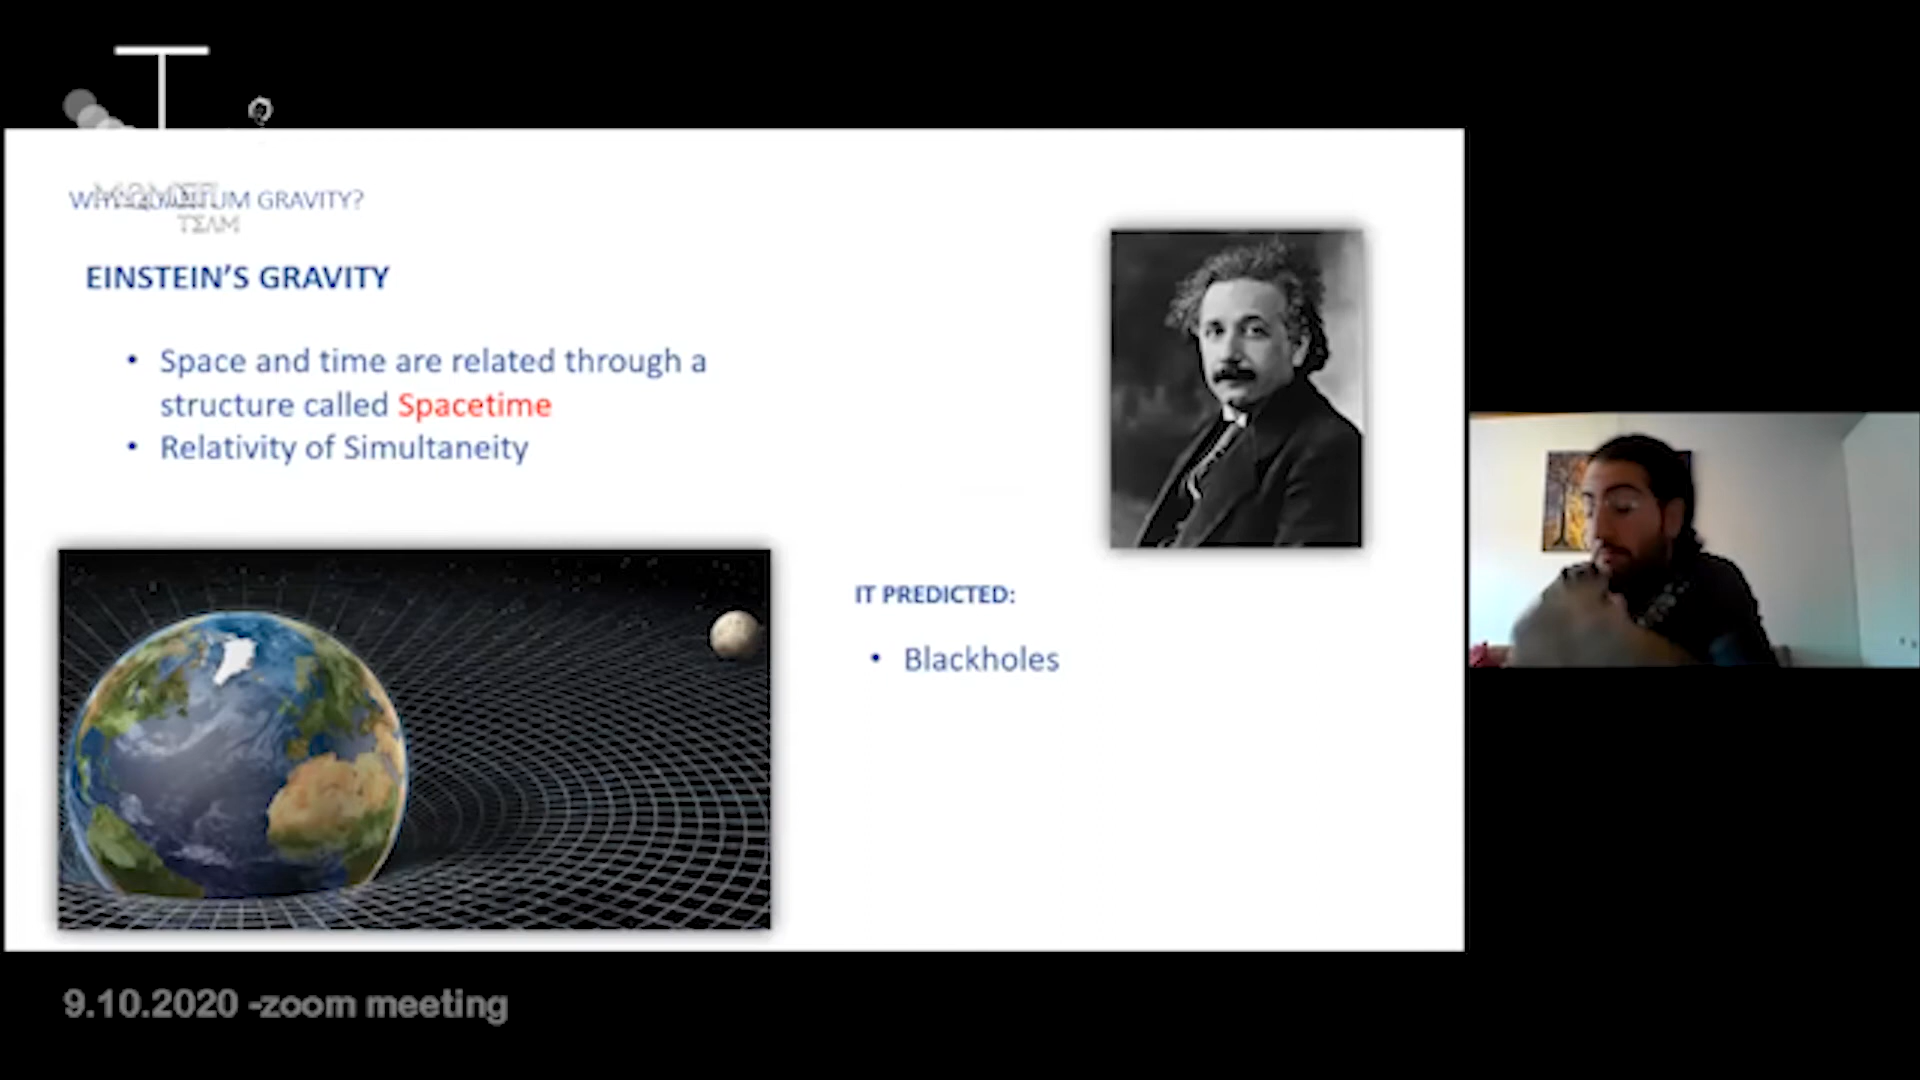 WHY QUANTUM GRAVITY?
TΣΛM
EINSTEIN'S GRAVITY
• Space and time are related through a
structure called Spacetime
• Relativity of Simultaneity
IT PREDICTED:
• Blackholes
9.10.2020 -zoom meeting